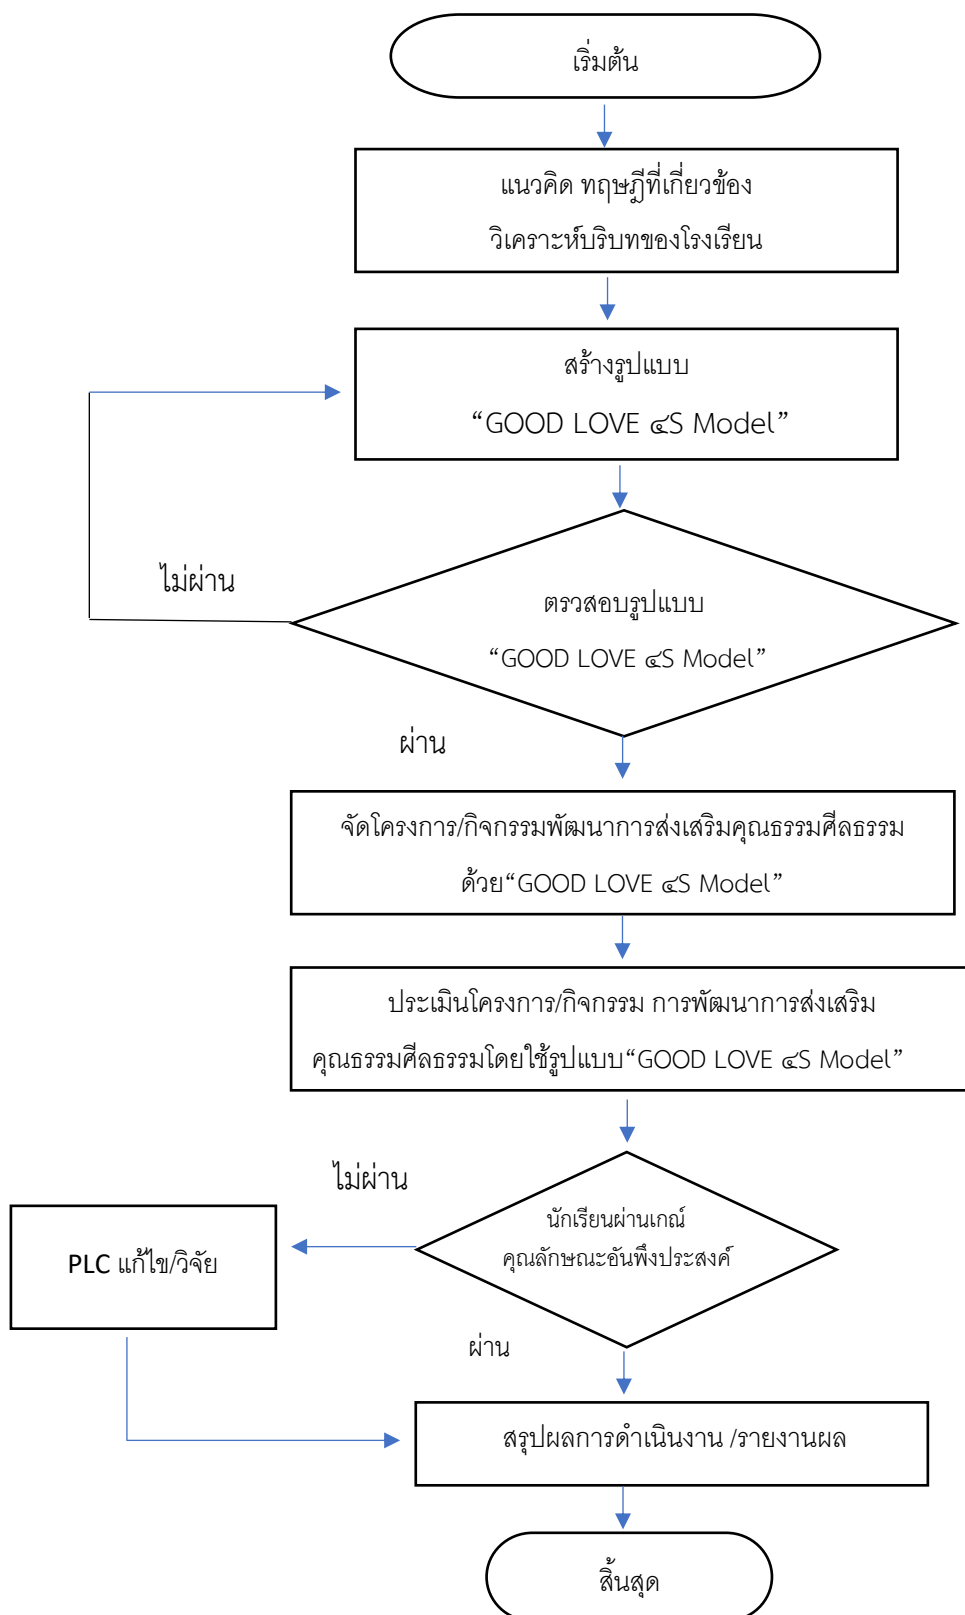 เริ่มต้น
แนวคิด ทฤษฎีที่เกี่ยวข้อง
วิเคราะห์บริบทของโรงเรียน
สร้างรูปแบบ
“GOOD LOVE ๔S Model”
ไม่ผ่าน
ตรวสอบรูปแบบ
“GOOD LOVE ๔S Model”
ผ่าน
จัดโครงการ/กิจกรรมพัฒนาการส่งเสริมคุณธรรมศีลธรรม
ด้วย“GOOD LOVE ๔S Model”
ประเมินโครงการ/กิจกรรม การพัฒนาการส่งเสริม
คุณธรรมศีลธรรมโดยใช้รูปแบบ“GOOD LOVE ๔S Model”
ไม่ผ่าน
นักเรียนผ่านเกณ์
คุณลักษณะอันพึงประสงค์
PLC แก้ไข/วิจัย
ผ่าน
สรุปผลการดำเนินงาน /รายงานผล
สิ้นสุด